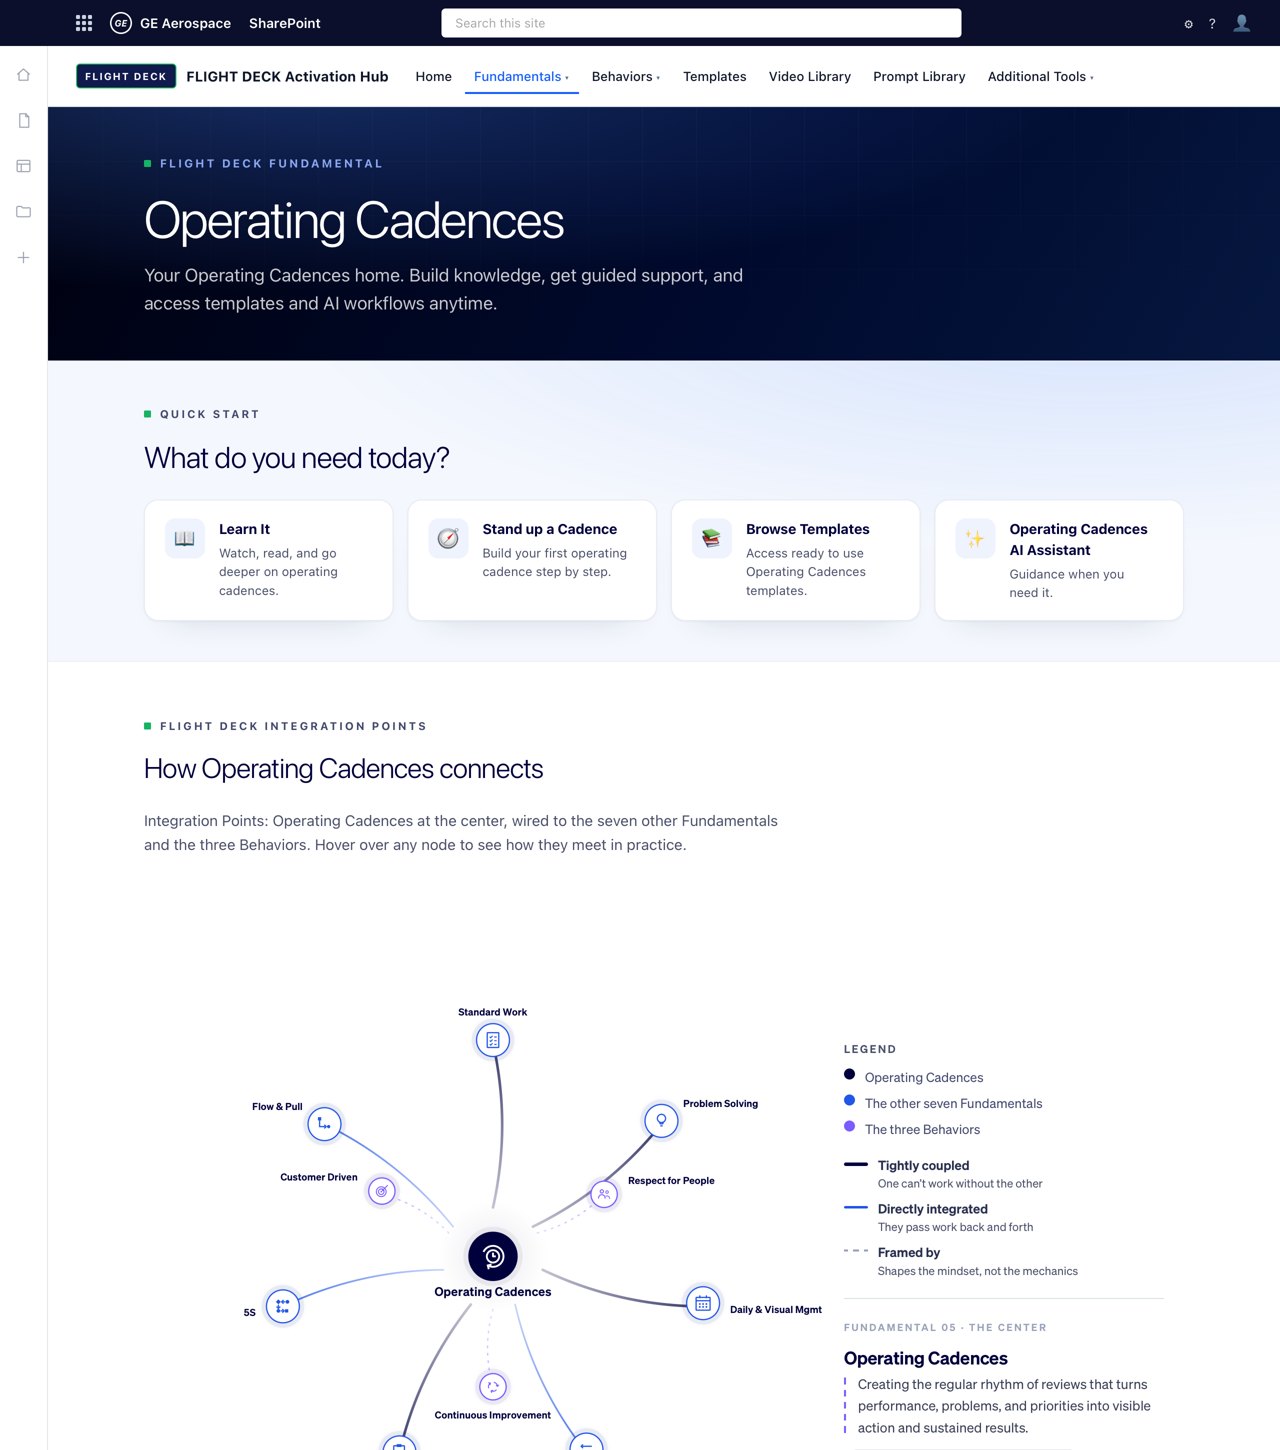 GE
GE Aerospace
SharePoint
Search this site
?
FLIGHT DECK
FLIGHT DECK Activation Hub
Home
Fundamentals
Behaviors
Templates
Video Library
Prompt Library
Additional Tools
FLIGHT DECK FUNDAMENTAL
Operating Cadences
Your Operating Cadences home. Build knowledge, get guided support, and
access templates and AI workflows anytime.
QUICK START
What do you need today?
Learn It
Watch, read, and go
deeper on operating
cadences.
Stand up a Cadence
Build your first operating
cadence step by step.
Browse Templates
Access ready to use
Operating Cadences
templates.
Operating Cadences
AI Assistant
Guidance when you
need it.
FLIGHT DECK INTEGRATION POINTS
How Operating Cadences connects
Integration Points: Operating Cadences at the center, wired to the seven other Fundamentals
and the three Behaviors. Hover over any node to see how they meet in practice.
Standard Work
Flow & Pull
Problem Solving
Customer Driven
Respect for People
Operating Cadences
5S
Daily & Visual Mgmt
Continuous Improvement
LEGEND
Operating Cadences
The other seven Fundamentals
The three Behaviors
Tightly coupled
One can't work without the other
Directly integrated
They pass work back and forth
Framed by
Shapes the mindset, not the mechanics
FUNDAMENTAL 05 · THE CENTER
Operating Cadences
Creating the regular rhythm of reviews that turns
performance, problems, and priorities into visible
action and sustained results.